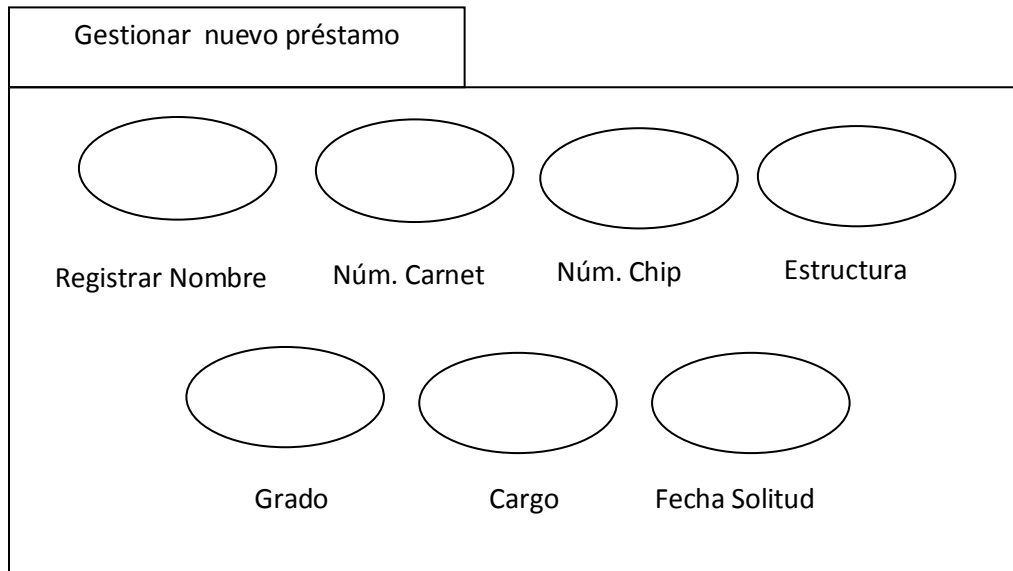 Gestionar nuevo préstamo
Registrar Nombre
Núm. Carnet
Núm. Chip
Estructura
Grado
Cargo
Fecha Solitud